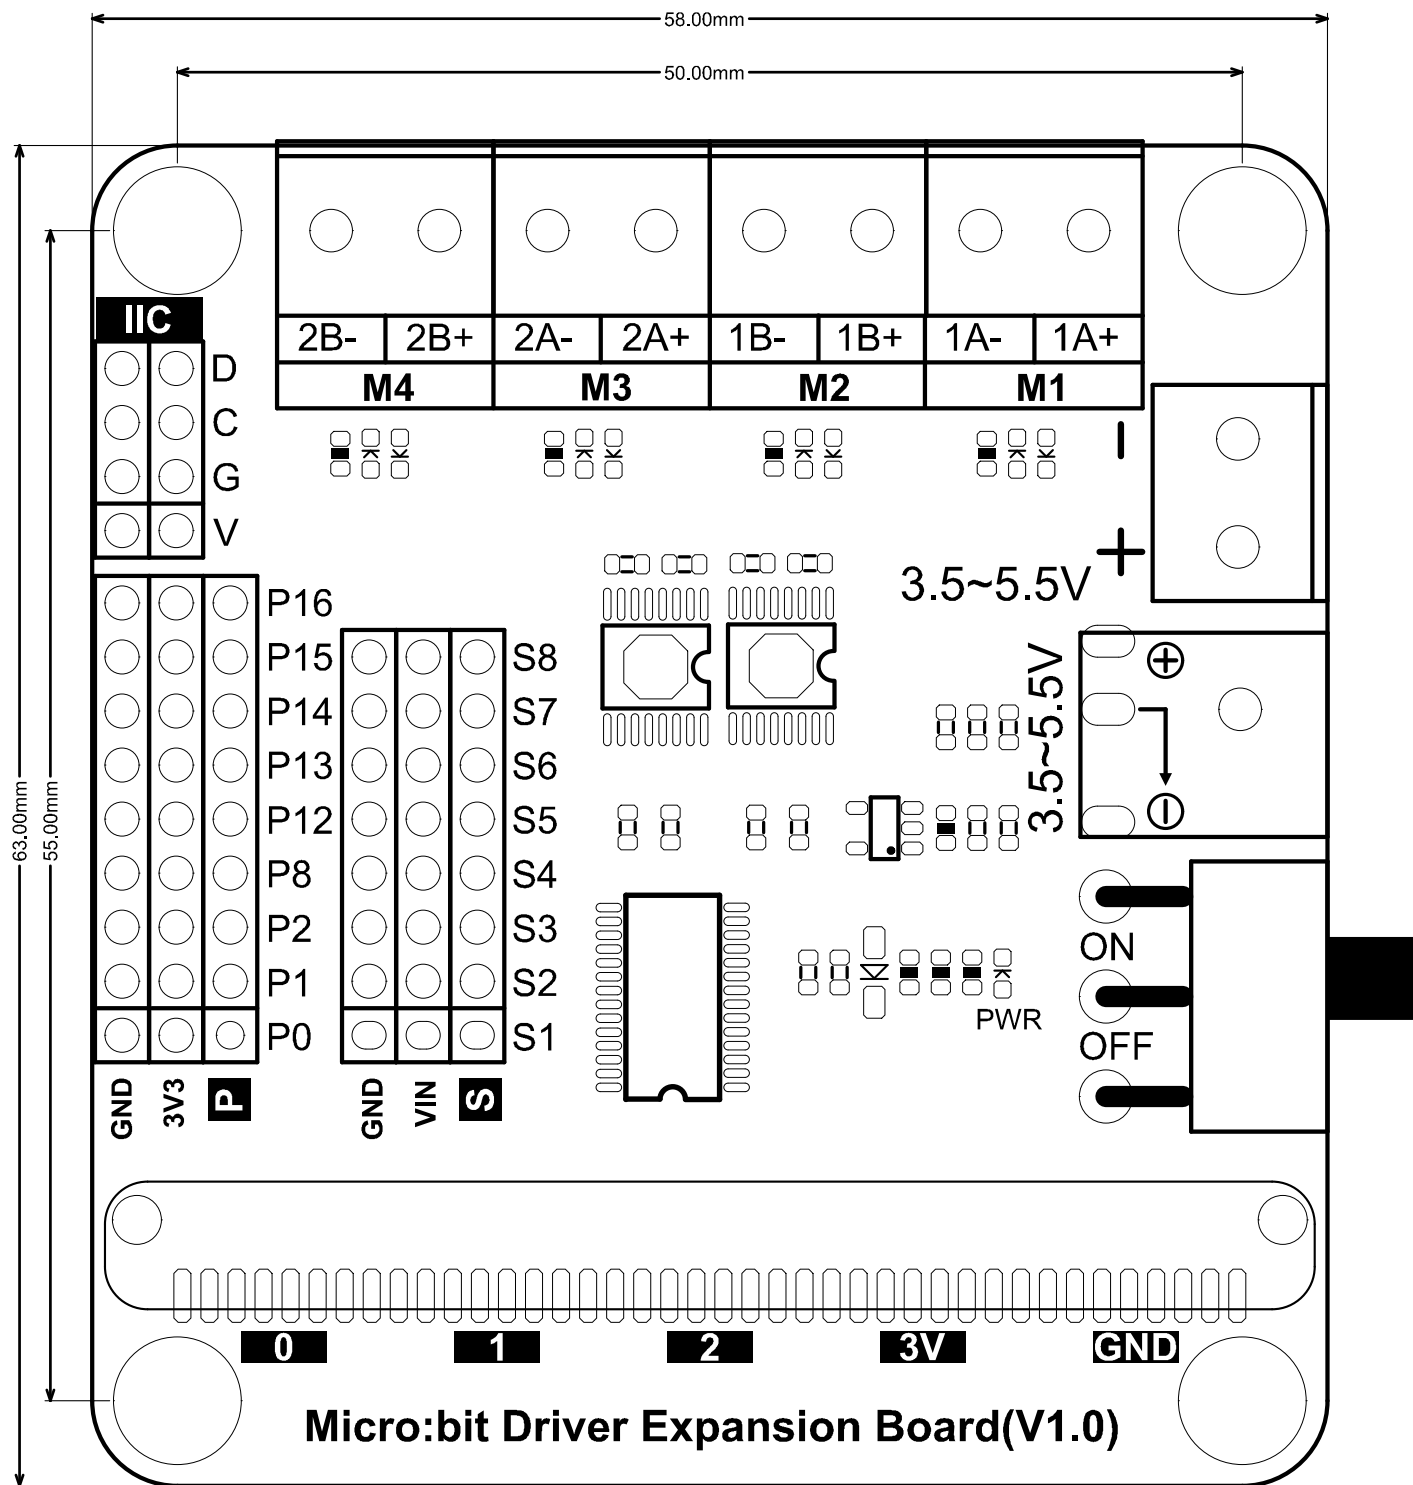 58.00mm
50.00mm
63.00mm
55.00mm
IIC
D
C
G
V
2B- 2B+ 2A- 2A+ 1B- 1B+ 1A- 1A+
M4 M3 M2 M1
-
+
3.5~5.5V
3.5~5.5V
+
-
P16
P15
P14
P13
P12
P8
P2
P1
P0
GND 3V3 P
S8
S7
S6
S5
S4
S3
S2
S1
GND VIN S
PWR
ON
OFF
0 1 2 3V GND
Micro:bit Driver Expansion Board(V1.0)